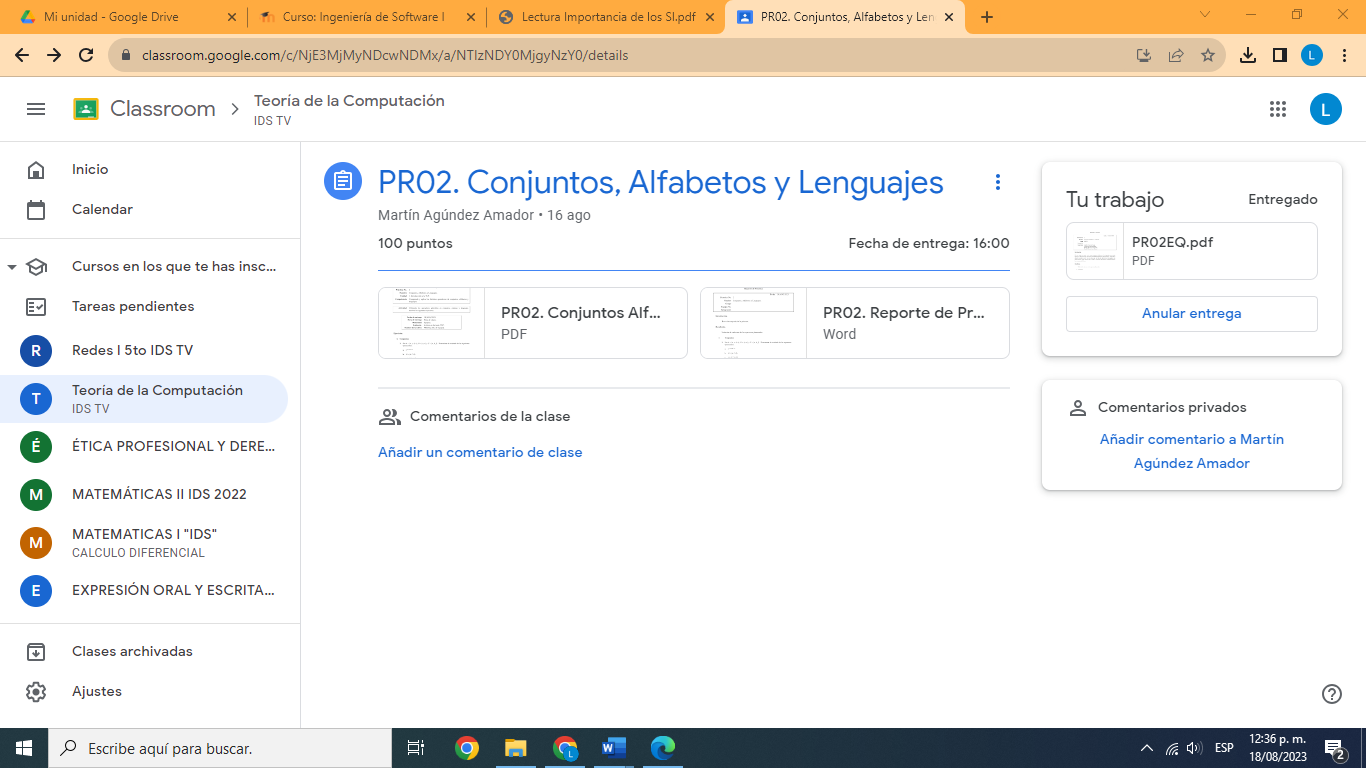 Mi unidad - Google Drive
Curso: Ingeniería de Software I
Lectura Importancia de los SI.pdf
PR02. Conjuntos, Alfabetos y Len
classroom.google.com/c/NjE3MjMyNDcwNDMx/a/NTIzNDY0MjgyNzY0/details
L
Classroom
Teoría de la Computación
IDS TV
L
Inicio
Calendar
Cursos en los que te has insc...
Tareas pendientes
R
Redes I 5to IDS TV
T
Teoría de la Computación
IDS TV
É
ÉTICA PROFESIONAL Y DERE...
M
MATEMÁTICAS II IDS 2022
M
MATEMATICAS I "IDS"
CALCULO DIFERENCIAL
E
EXPRESIÓN ORAL Y ESCRITA...
Clases archivadas
Ajustes
PR02. Conjuntos, Alfabetos y Lenguajes
Martín Agúndez Amador • 16 ago
100 puntos
Fecha de entrega: 16:00
PR02. Conjuntos Alf...
PDF
PR02. Reporte de Pr...
Word
Comentarios de la clase
Añadir un comentario de clase
Tu trabajo
Entregado
PR02EQ.pdf
PDF
Anular entrega
Comentarios privados
Añadir comentario a Martín
Agúndez Amador
Escribe aquí para buscar.
L
W
ESP
12:36 p. m.
18/08/2023
2